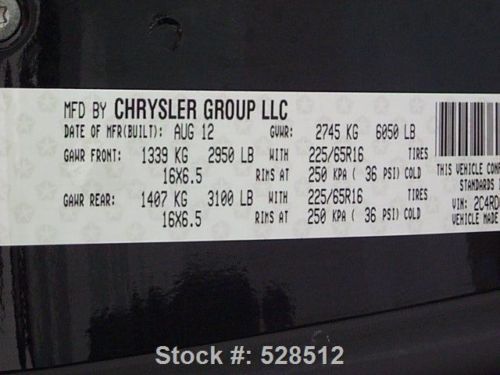 MFD BY CHRYSLER GROUP LLC
DATE OF MFR(BUILT): AUG 12 GVWR: 2745 KG 6050 LB
GAWR FRONT: 1339 KG 2950 LB WITH 225/65R16 TIRES
16X6.5 RIMS AT 250 KPA ( 36 PSI) COLD
GAWR REAR: 1407 KG 3100 LB WITH 225/65R16 TIRES
16X6.5 RIMS AT 250 KPA ( 36 PSI) COLD
THIS VEHICLE CONF
STANDARDS
VIN: 2C4RD
VEHICLE MADE
Stock #: 528512